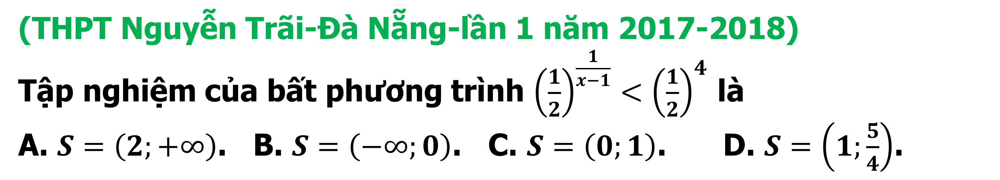 (THPT Nguyễn Trãi-Đà Nẵng-lần 1 năm 2017-2018)
Tập nghiệm của bất phương trình $\left(\frac{1}{2}\right)^{\frac{1}{x-1}} < \left(\frac{1}{2}\right)^4$ là
A. $S = (2; +\infty)$. B. $S = (-\infty; 0)$. C. $S = (0; 1)$. D. $S = \left(1; \frac{5}{4}\right)$.